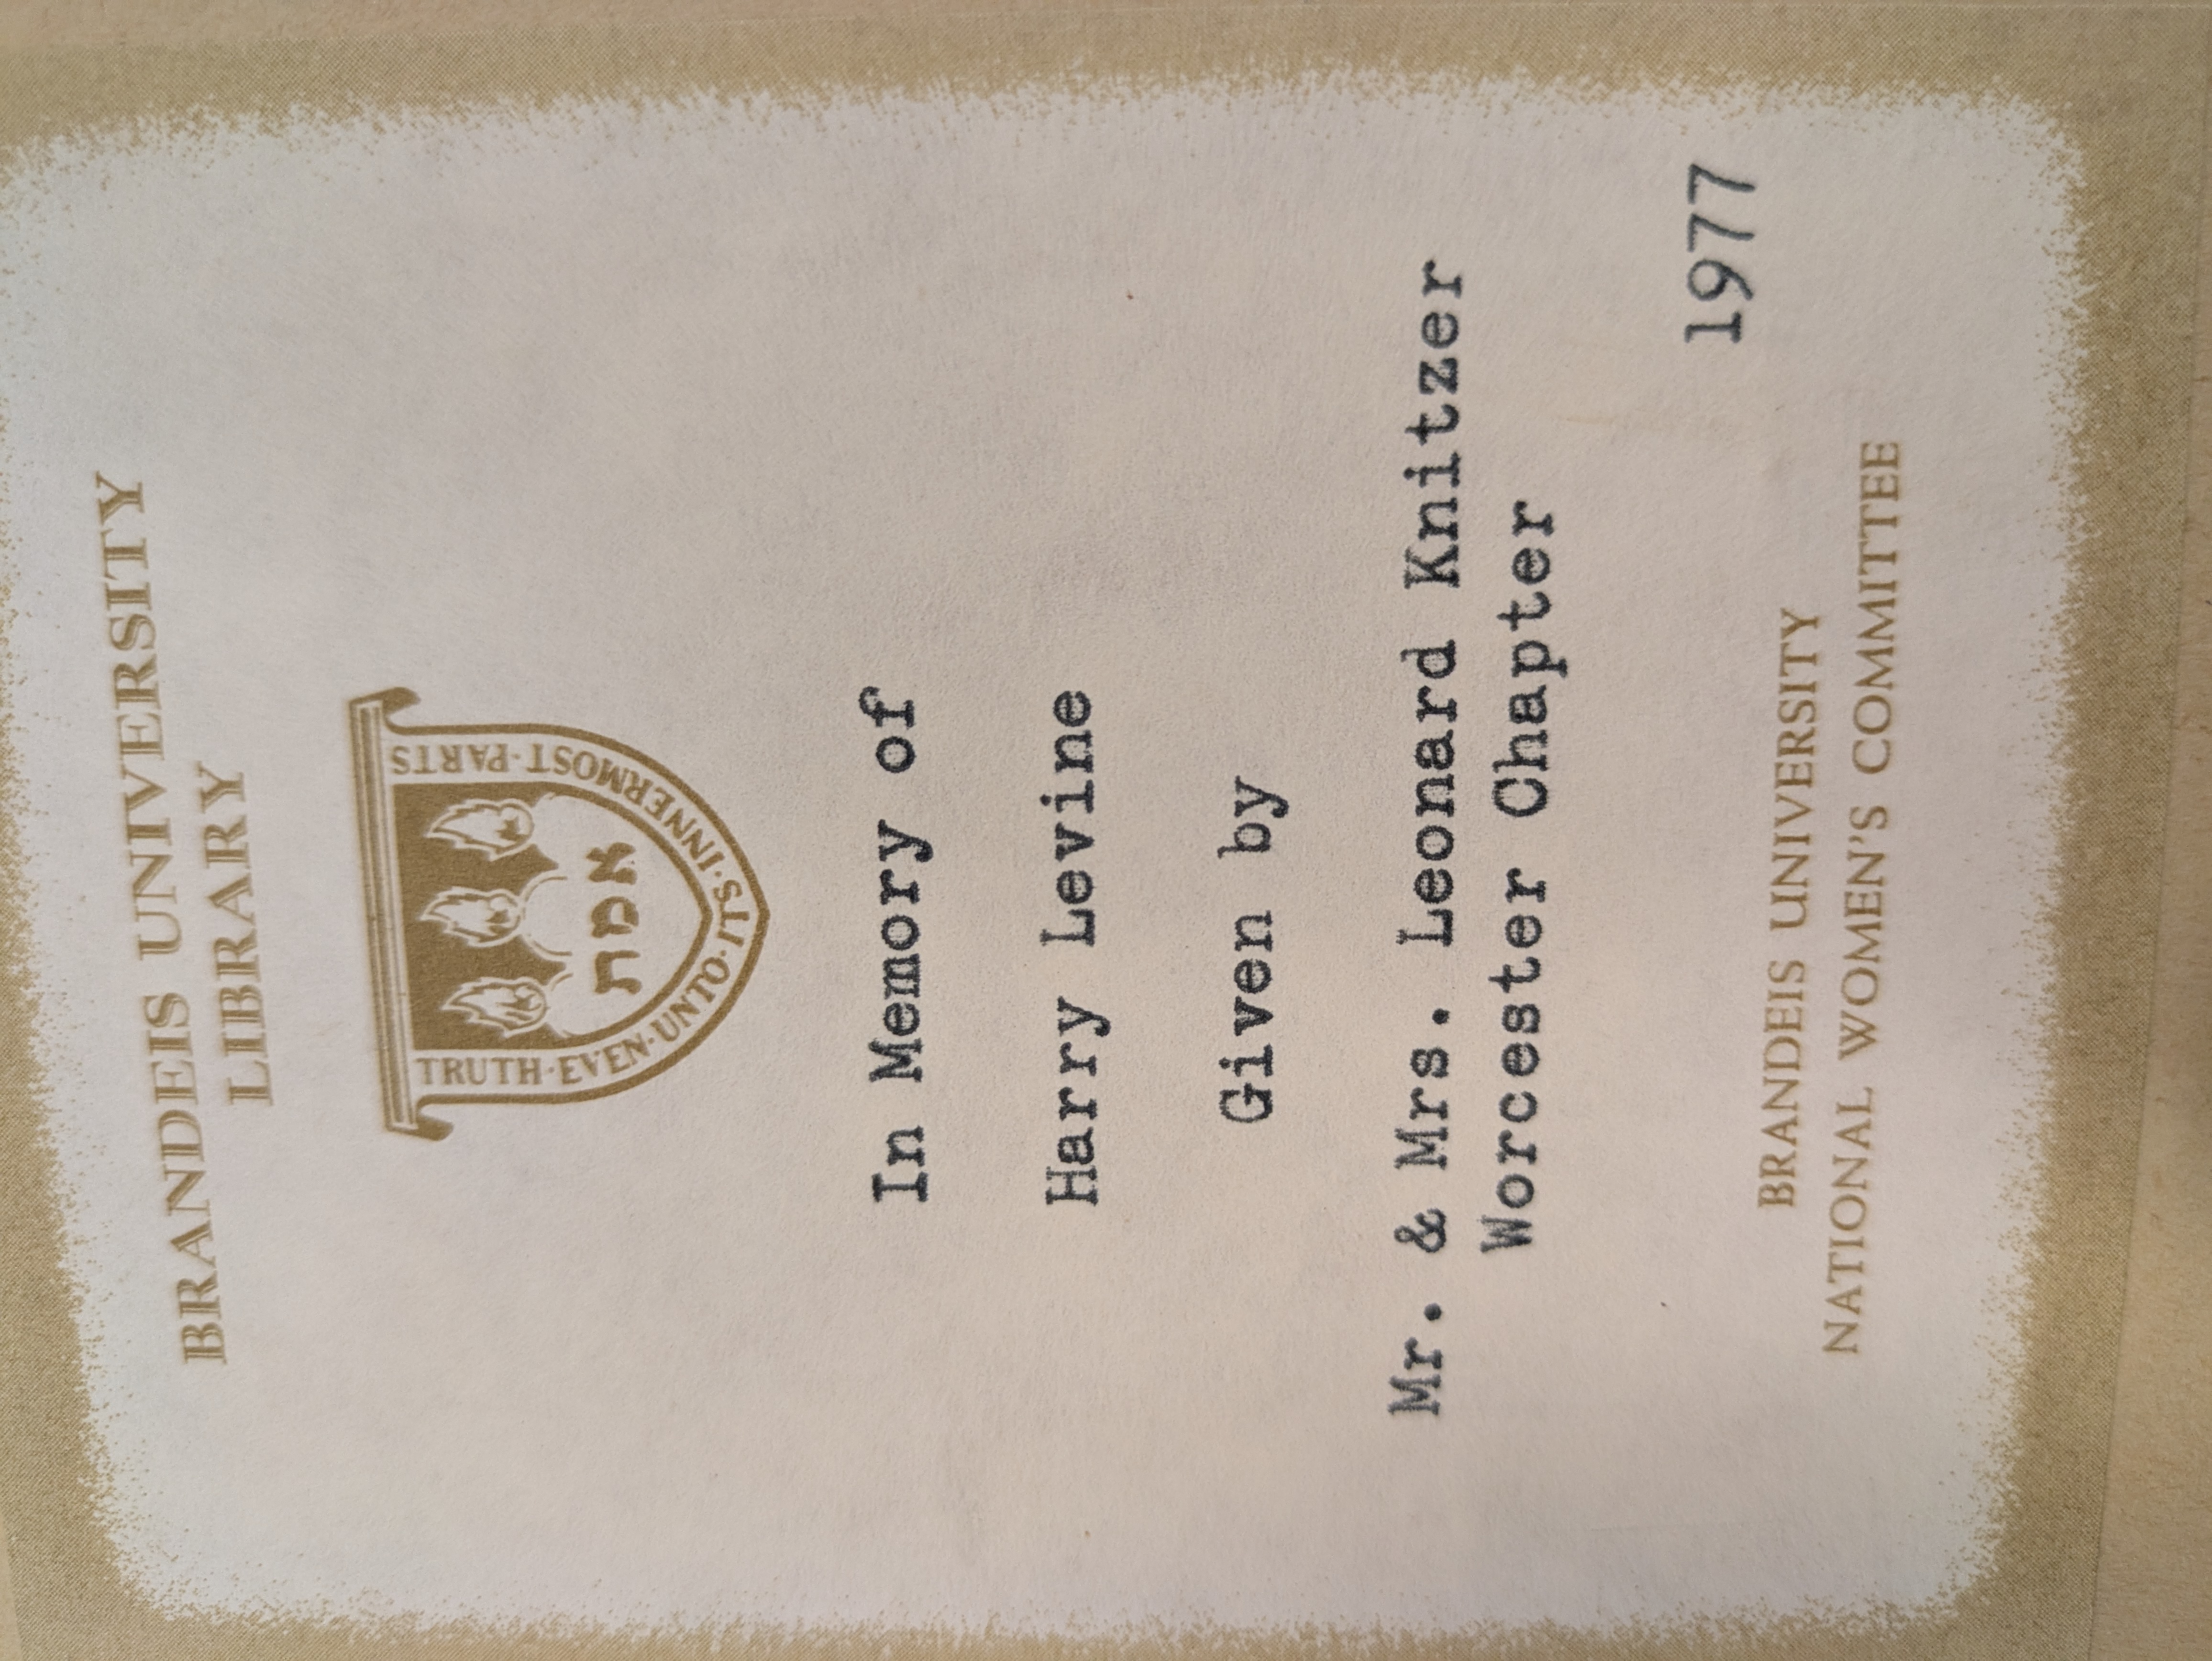 BRANDEIS UNIVERSITY
LIBRARY
אמת
TRUTH·EVEN·UNTO·ITS·INNERMOST·PARTS
In Memory of
Harry Levine
Given by
Mr. & Mrs. Leonard Knitzer
Worcester Chapter
1977
BRANDEIS UNIVERSITY
NATIONAL WOMEN'S COMMITTEE